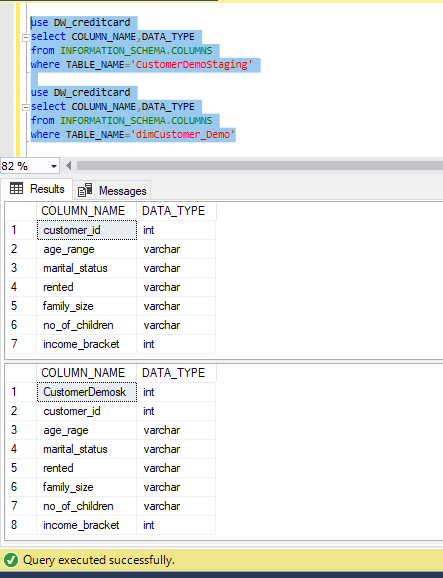 use DW_creditcard
select COLUMN_NAME,DATA_TYPE
from INFORMATION_SCHEMA.COLUMNS
where TABLE_NAME='CustomerDemoStaging'
use DW_creditcard
select COLUMN_NAME,DATA_TYPE
from INFORMATION_SCHEMA.COLUMNS
where TABLE_NAME='dimCustomer_Demo'
82 %
Results Messages
COLUMN_NAME DATA_TYPE
1 customer_id int
2 age_range varchar
3 marital_status varchar
4 rented varchar
5 family_size varchar
6 no_of_children varchar
7 income_bracket int
COLUMN_NAME DATA_TYPE
1 CustomerDemosk int
2 customer_id int
3 age_rage varchar
4 marital_status varchar
5 rented varchar
6 family_size varchar
7 no_of_children varchar
8 income_bracket int
Query executed successfully.